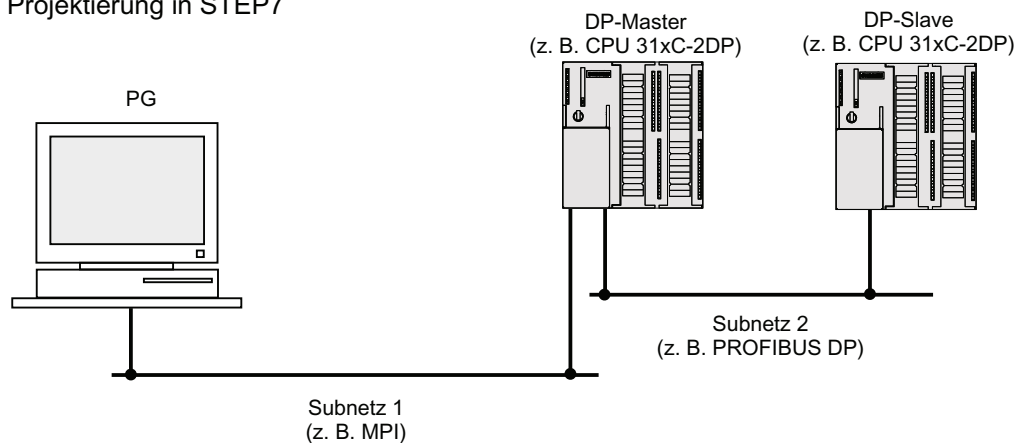 Projektierung in STEP7
DP-Master
(z. B. CPU 31xC-2DP)
DP-Slave
(z. B. CPU 31xC-2DP)
PG
Subnetz 2
(z. B. PROFIBUS DP)
Subnetz 1
(z. B. MPI)